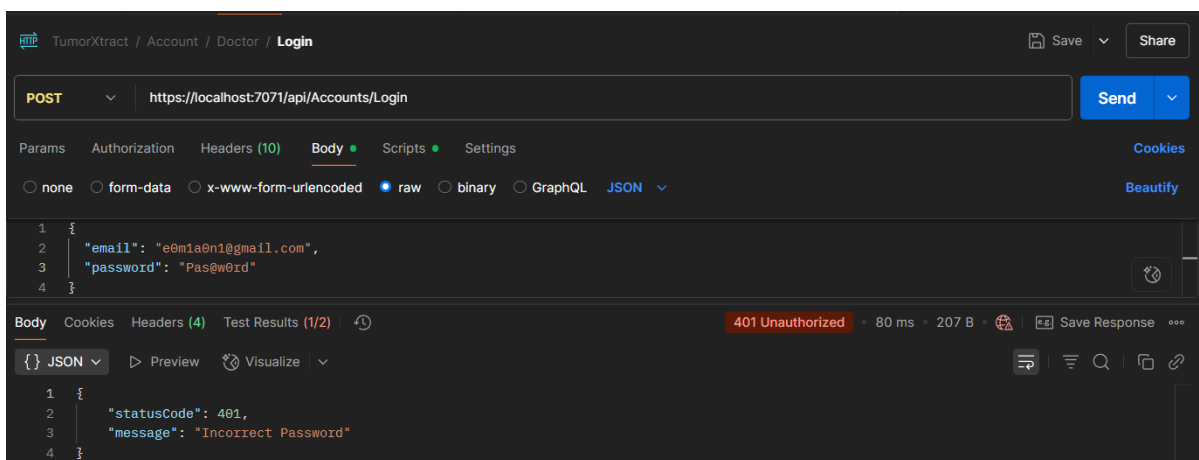 HTTP TumorXtract / Account / Doctor / Login Save Share
POST https://localhost:7071/api/Accounts/Login Send
Params Authorization Headers (10) Body Scripts Settings Cookies
none form-data x-www-form-urlencoded raw binary GraphQL JSON Beautify
1 {
2 "email": "e0m1a0n1@gmail.com",
3 "password": "Pas@w0rd"
4 }
Body Cookies Headers (4) Test Results (1/2) 401 Unauthorized 80 ms 207 B e.g. Save Response
{} JSON Preview Visualize
1 {
2 "statusCode": 401,
3 "message": "Incorrect Password"
4 }